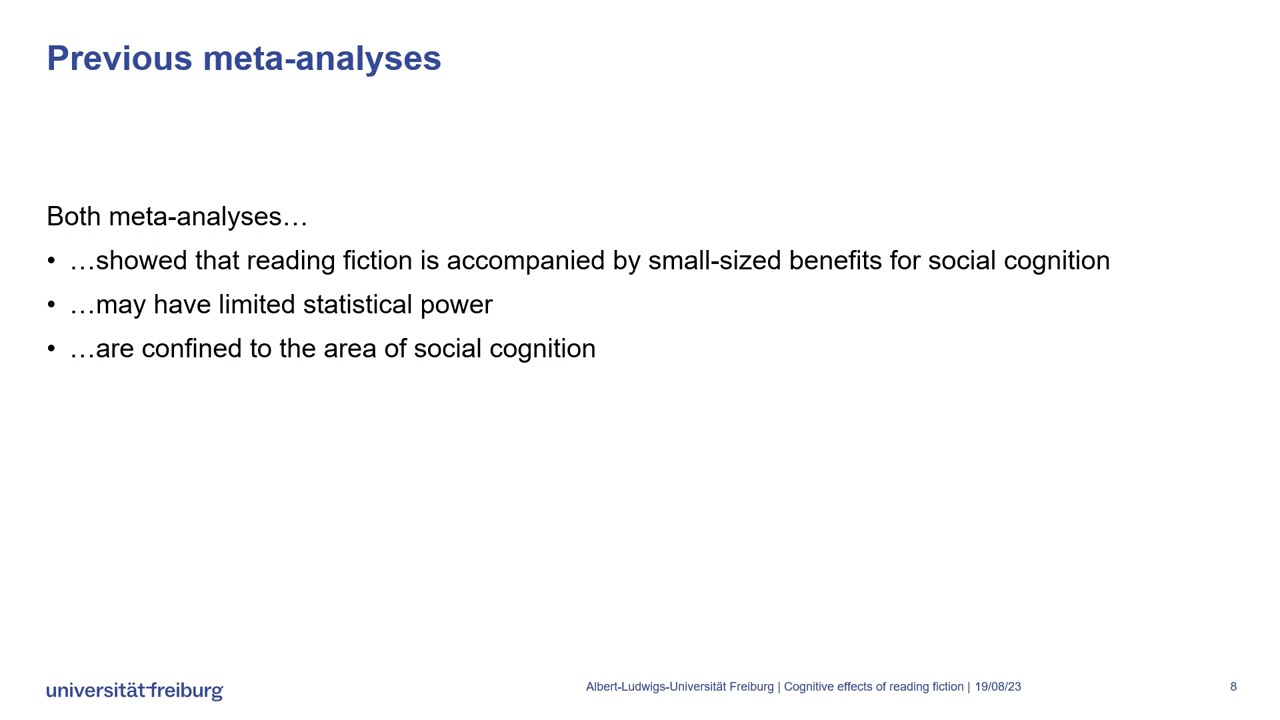 Previous meta-analyses
Both meta-analyses…
• …showed that reading fiction is accompanied by small-sized benefits for social cognition
• …may have limited statistical power
• …are confined to the area of social cognition
universität freiburg
Albert-Ludwigs-Universität Freiburg | Cognitive effects of reading fiction | 19/08/23
8